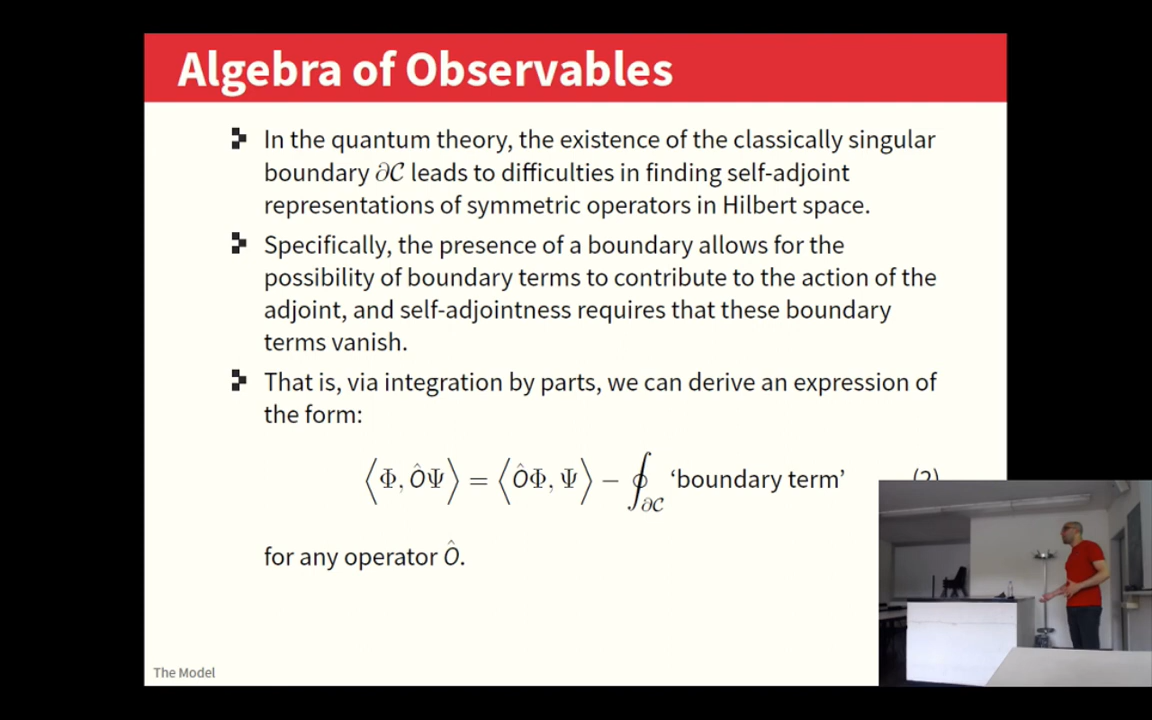 Algebra of Observables
In the quantum theory, the existence of the classically singular
boundary ∂𝒞 leads to difficulties in finding self-adjoint
representations of symmetric operators in Hilbert space.
Specifically, the presence of a boundary allows for the
possibility of boundary terms to contribute to the action of the
adjoint, and self-adjointness requires that these boundary
terms vanish.
That is, via integration by parts, we can derive an expression of
the form:
⟨Φ, ÔΨ⟩ = ⟨ÔΦ, Ψ⟩ − ∮_∂𝒞 ‘boundary term’
for any operator Ô.
The Model